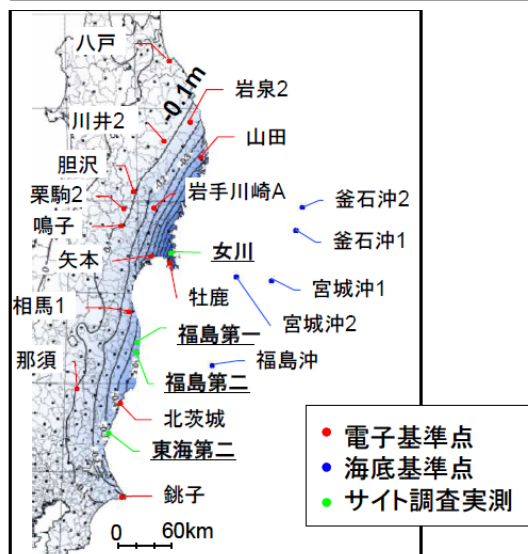 八戸
-0.1m
岩泉2
川井2
山田
胆沢
栗駒2
岩手川崎A
釜石沖2
鳴子
釜石沖1
女川
矢本
牡鹿
宮城沖1
相馬1
宮城沖2
福島第一
那須
福島沖
福島第二
北茨城
東海第二
銚子
0 60km
電子基準点
海底基準点
サイト調査実測